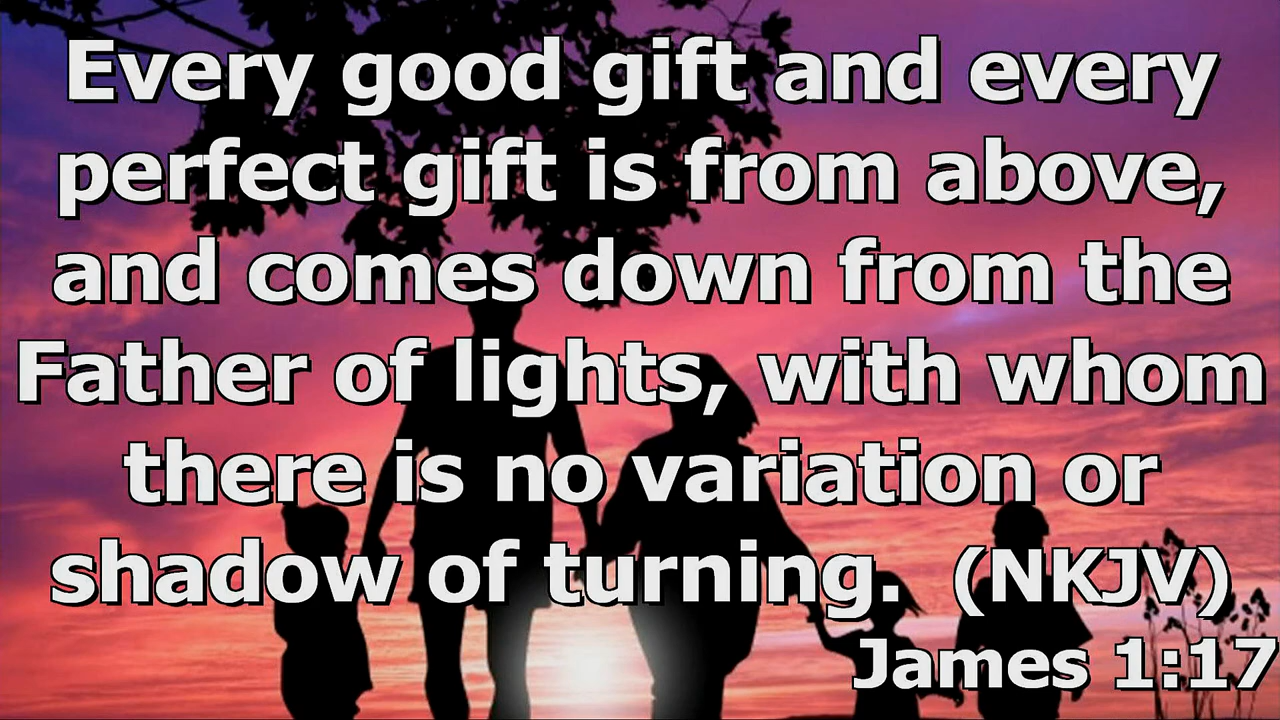 Every good gift and every
perfect gift is from above,
and comes down from the
Father of lights, with whom
there is no variation or
shadow of turning.  (NKJV)
James 1:17